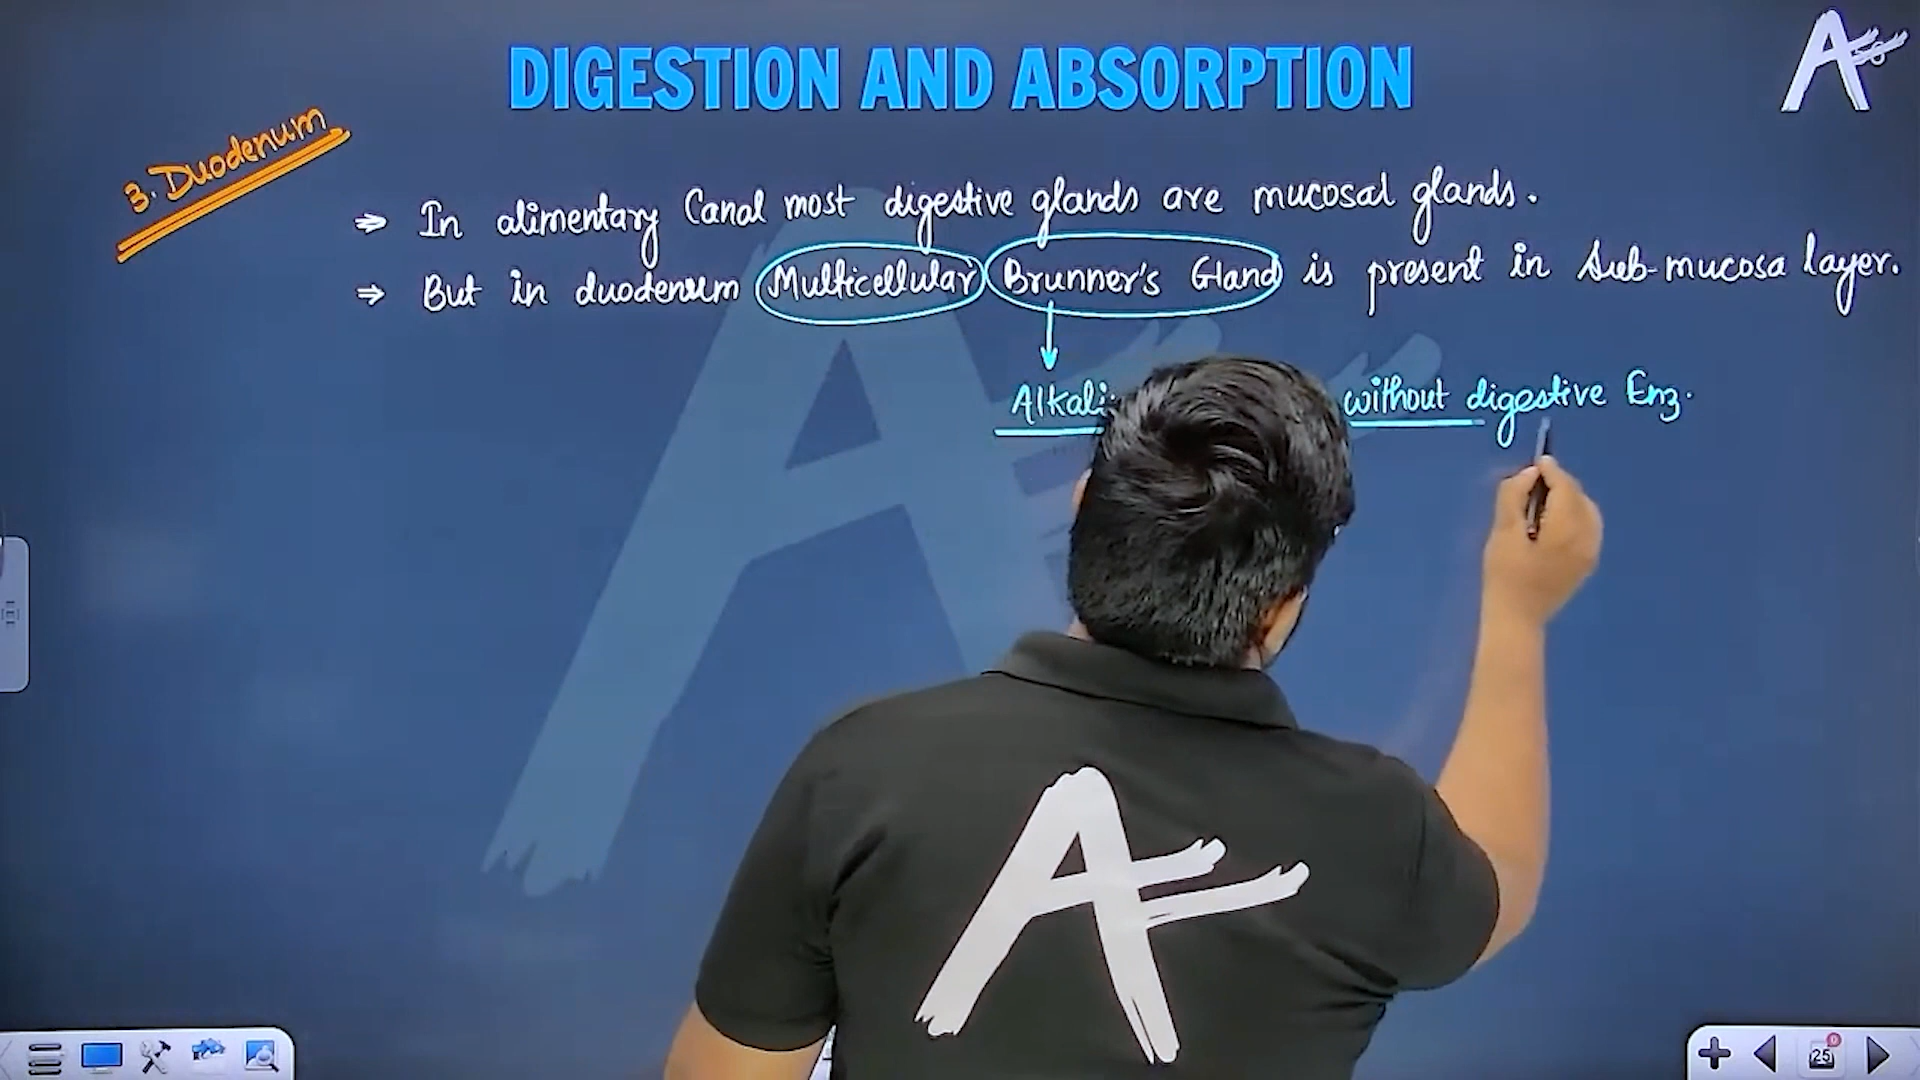 DIGESTION AND ABSORPTION
3. Duodenum
⇒ In alimentary Canal most digestive glands are mucosal glands.
⇒ But in duodenum Multicellular Brunner's Gland is present in Sub-mucosa layer.
without digestive Enz.
25
0